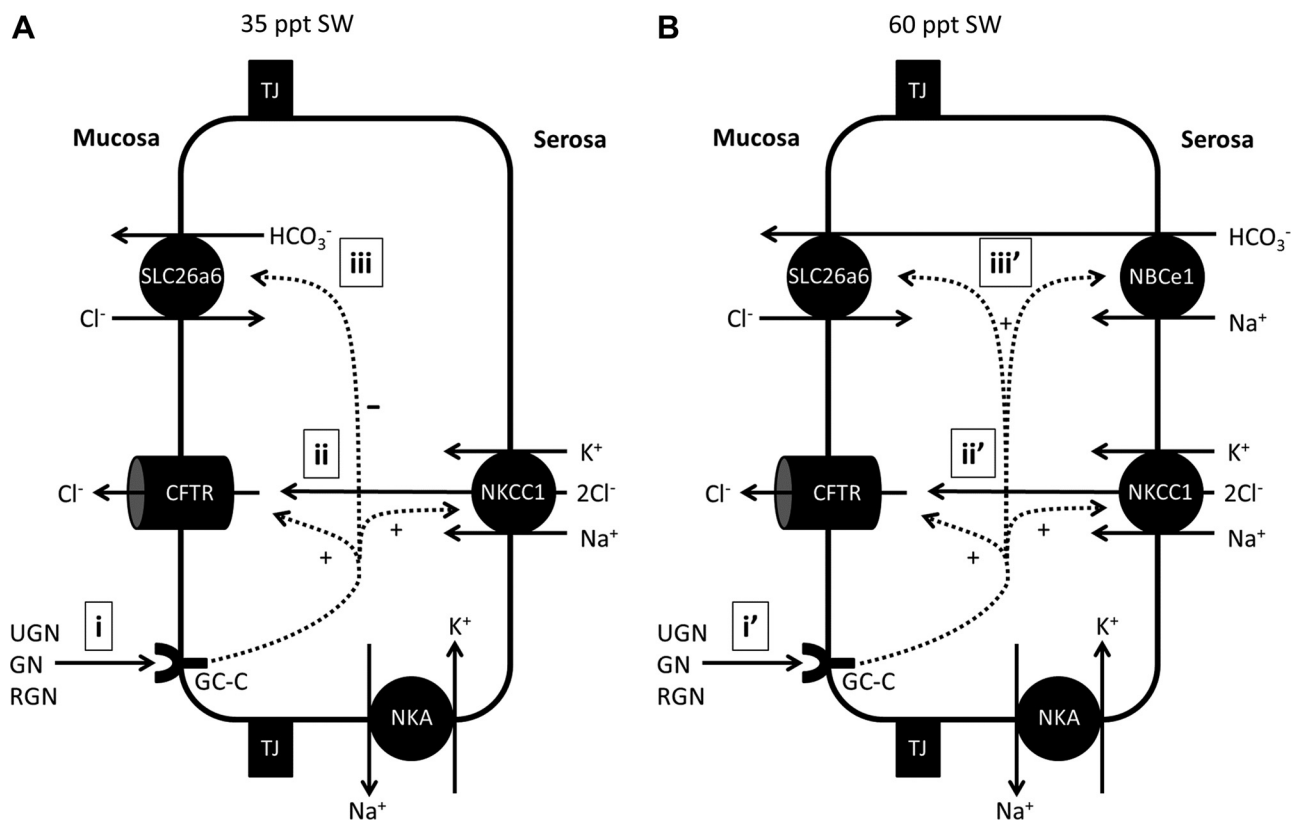 A
35 ppt SW
TJ
Mucosa
Serosa
HCO₃⁻
iii
SLC26a6
Cl⁻
−
ii
K⁺
Cl⁻
CFTR
NKCC1
2Cl⁻
+
+
Na⁺
i
UGN
GN
RGN
GC-C
K⁺
NKA
TJ
Na⁺
B
60 ppt SW
TJ
Mucosa
Serosa
HCO₃⁻
iii’
SLC26a6
NBCe1
Cl⁻
+
Na⁺
ii’
K⁺
Cl⁻
CFTR
NKCC1
2Cl⁻
+
+
Na⁺
i’
UGN
GN
RGN
GC-C
K⁺
NKA
TJ
Na⁺